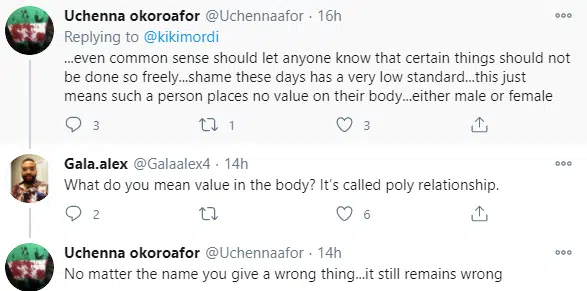 Uchenna okoroafor @Uchennaafor · 16h
Replying to @kikimordi
...even common sense should let anyone know that certain things should not
be done so freely...shame these days has a very low standard...this just
means such a person places no value on their body...either male or female
3 1 3
Gala.alex @Galaalex4 · 14h
What do you mean value in the body? It's called poly relationship.
2 6
Uchenna okoroafor @Uchennaafor · 14h
No matter the name you give a wrong thing...it still remains wrong